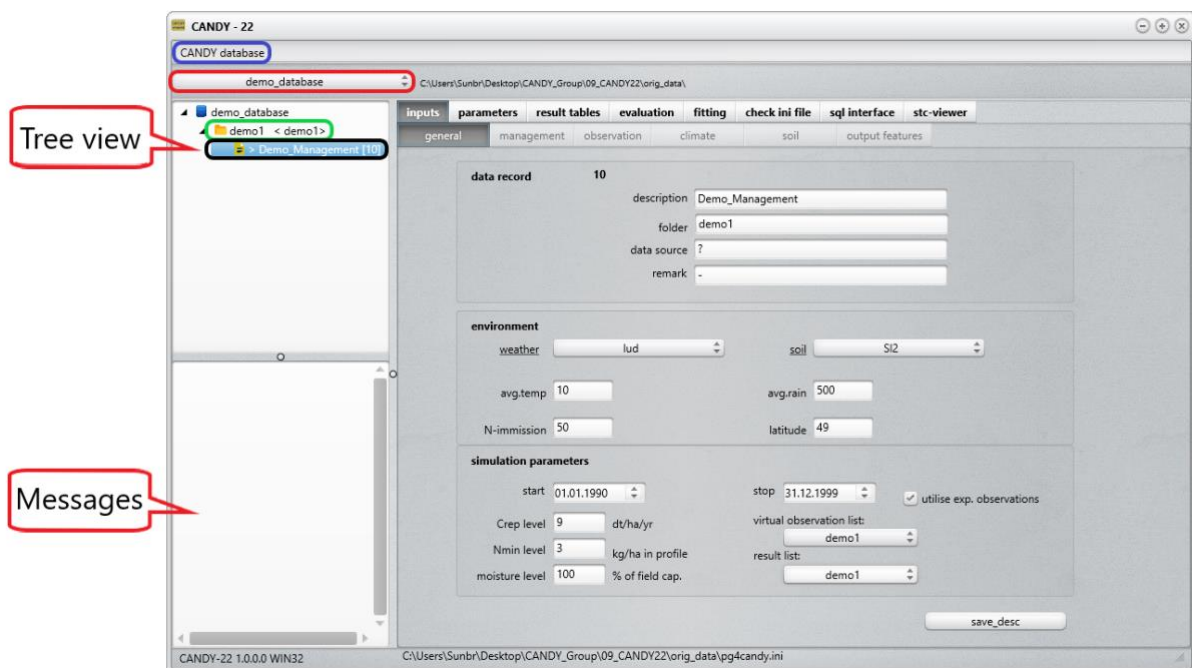 CANDY - 22
CANDY database
demo_database C:\Users\Sunbr\Desktop\CANDY_Group\09_CANDY22\orig_data\
Tree view
demo_database
demo1 < demo1>
> Demo_Management [10]
inputs parameters result tables evaluation fitting check ini file sql interface stc-viewer
general management observation climate soil output features
data record 10
description Demo_Management
folder demo1
data source ?
remark -
environment
weather lud soil Sl2
avg.temp 10 avg.rain 500
N-immission 50 latitude 49
simulation parameters
start 01.01.1990 stop 31.12.1999 utilise exp. observations
Crep level 9 dt/ha/yr virtual observation list:
demo1
Nmin level 3 kg/ha in profile result list:
moisture level 100 % of field cap. demo1
save_desc
Messages
CANDY-22 1.0.0.0 WIN32 C:\Users\Sunbr\Desktop\CANDY_Group\09_CANDY22\orig_data\pg4candy.ini